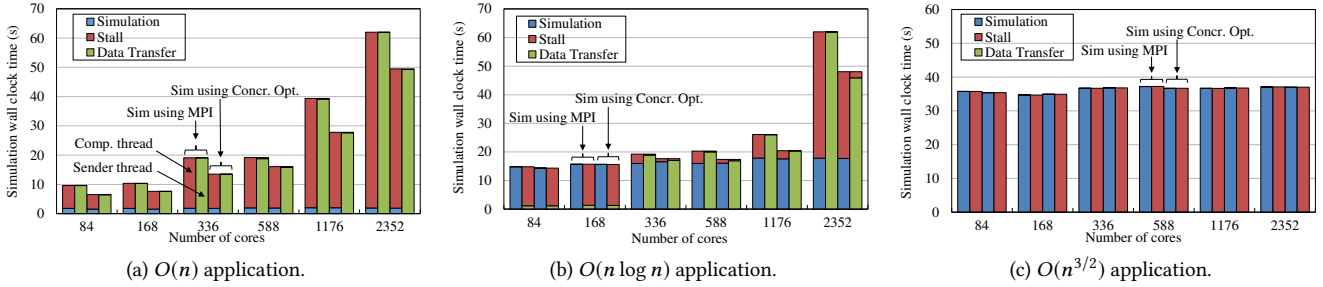 Simulation wall clock time (s)
70
60
50
40
30
20
10
0
Simulation
Stall
Data Transfer
Sim using Concr. Opt.
Sim using MPI
Comp. thread
Sender thread
84 168 336 588 1176 2352
Number of cores
(a) O(n) application.
Simulation wall clock time (s)
70
60
50
40
30
20
10
0
Simulation
Stall
Data Transfer
Sim using Concr. Opt.
Sim using MPI
84 168 336 588 1176 2352
Number of cores
(b) O(n log n) application.
Simulation wall clock time (s)
60
50
40
30
20
10
0
Simulation
Stall
Data Transfer
Sim using Concr. Opt.
Sim using MPI
84 168 336 588 1176 2352
Number of cores
(c) O(n^{3/2}) application.